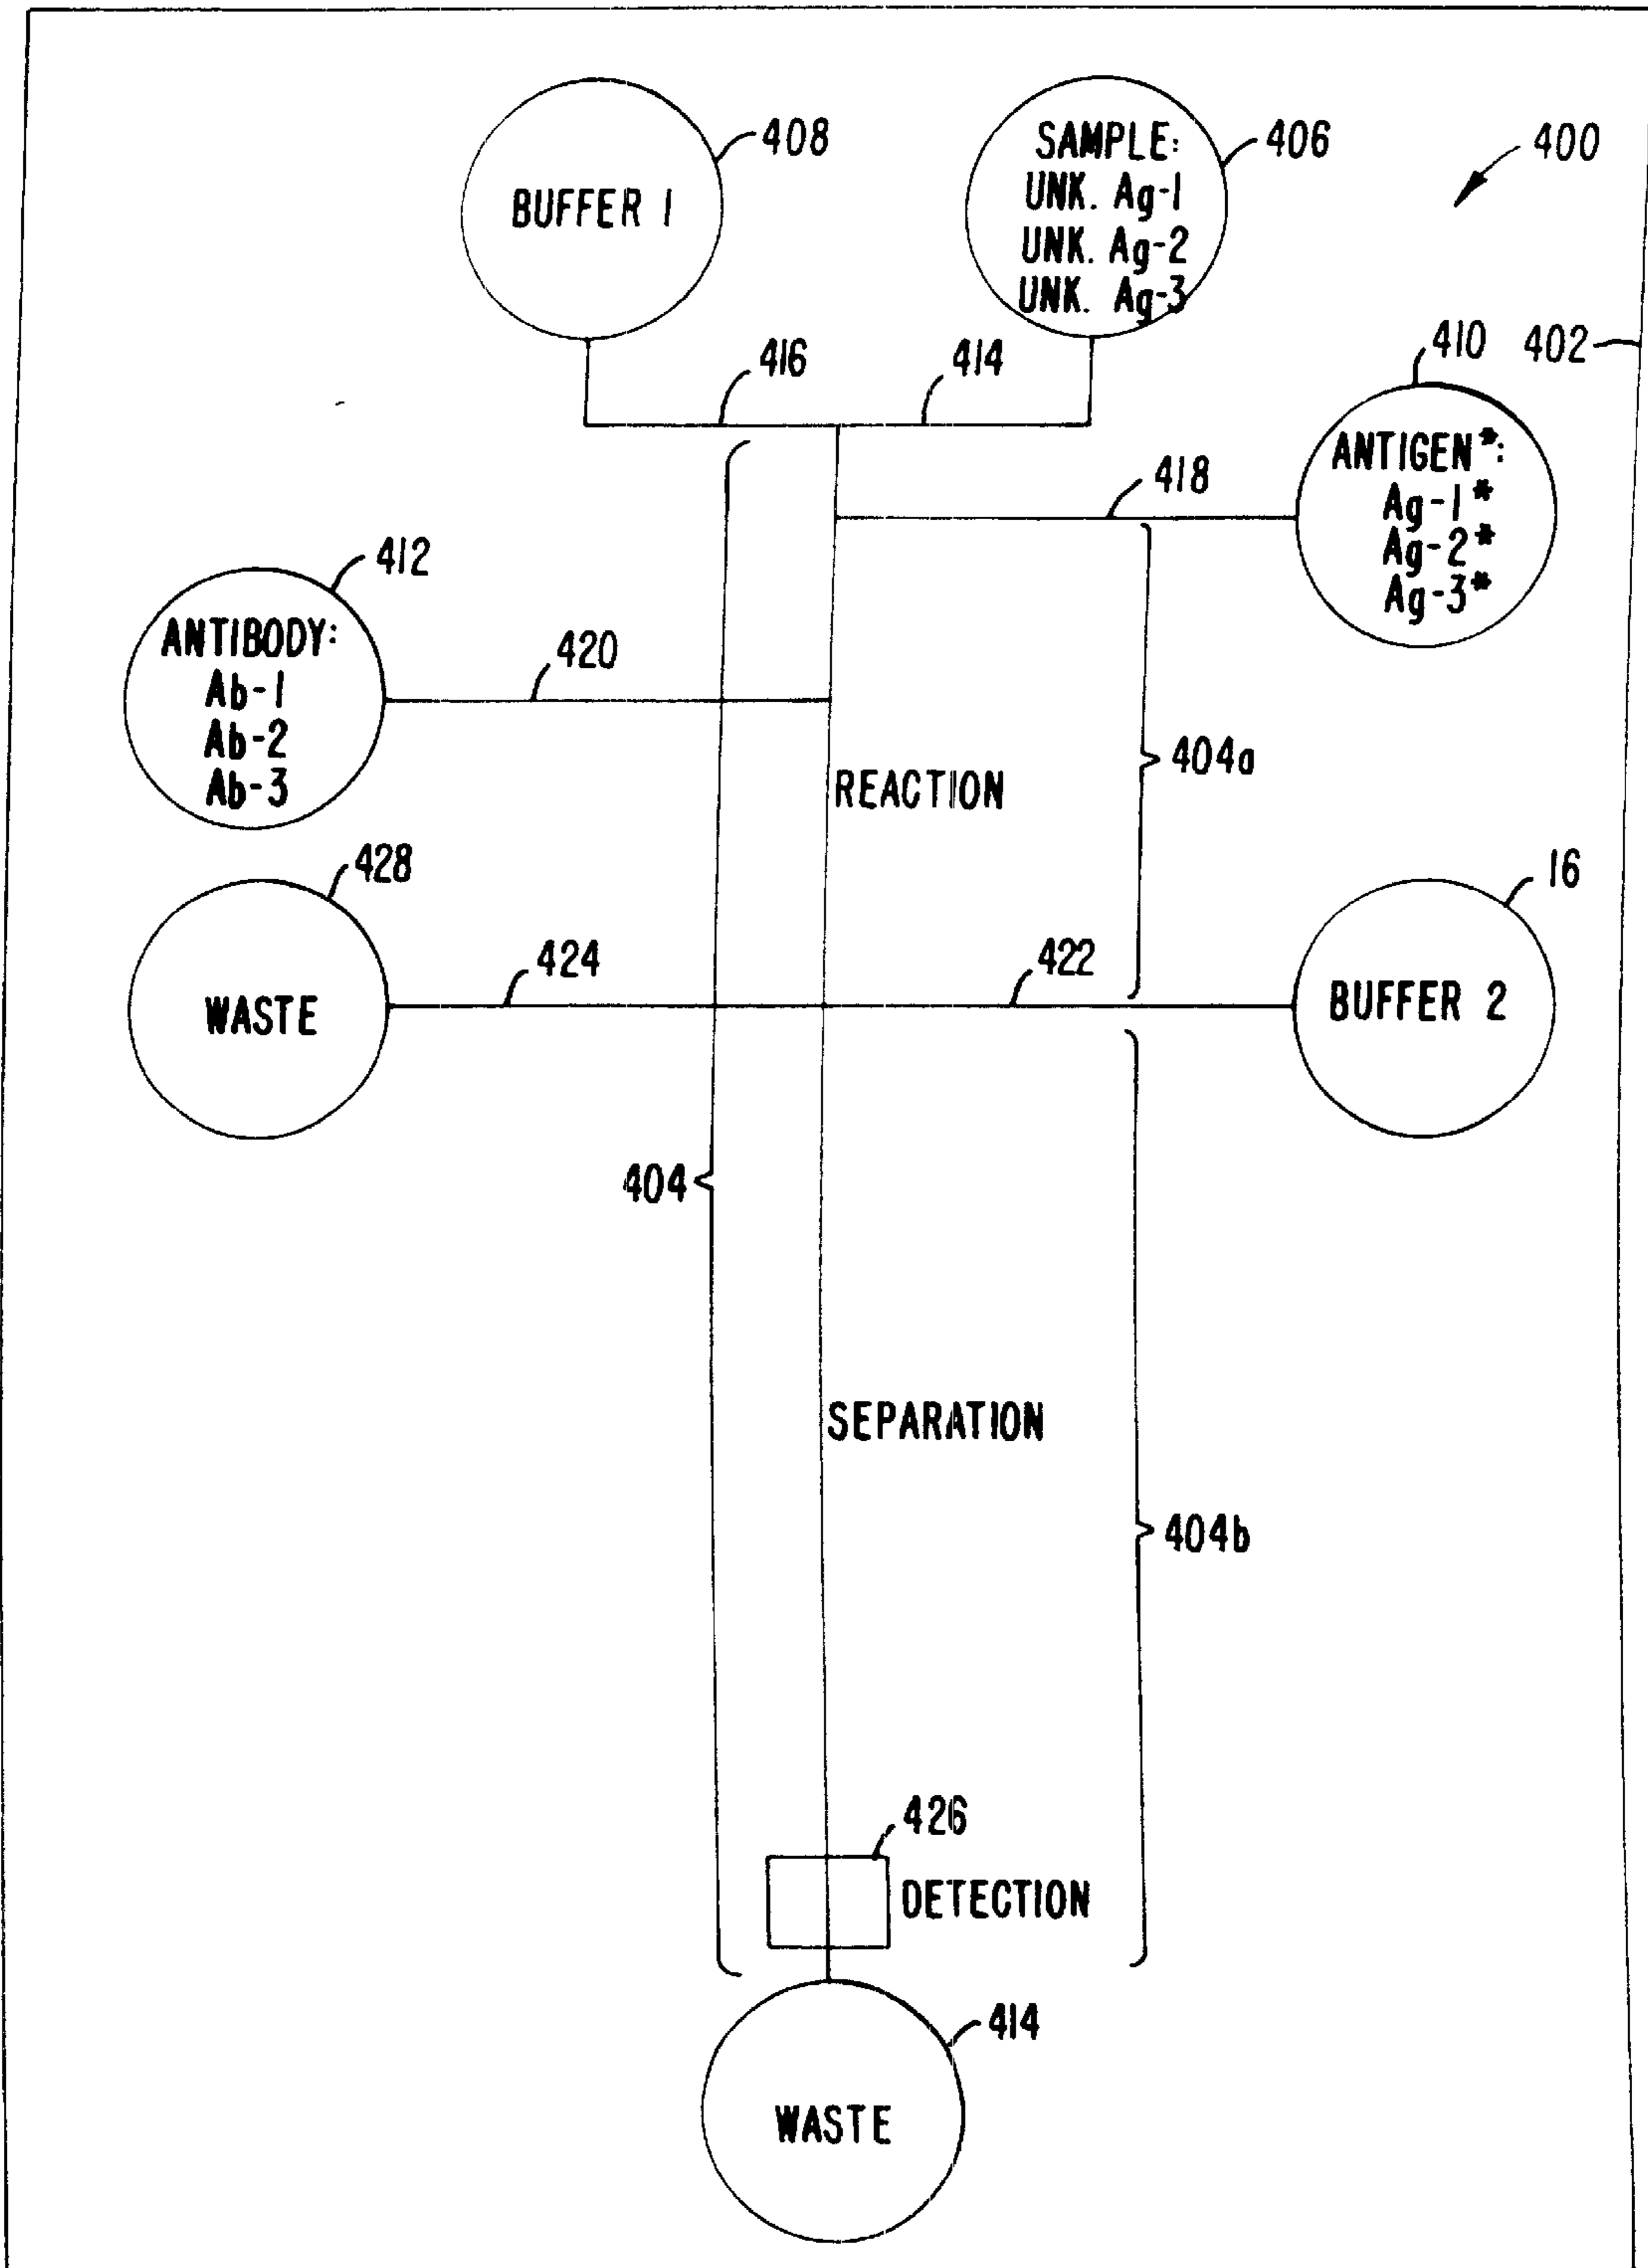 408
406
400
BUFFER 1
SAMPLE:
UNK. Ag-1
UNK. Ag-2
UNK. Ag-3
416
414
410
402
ANTIGEN*:
Ag-1*
Ag-2*
Ag-3*
418
412
ANTIBODY:
Ab-1
Ab-2
Ab-3
420
404a
REACTION
428
16
WASTE
424
422
BUFFER 2
404
SEPARATION
404b
426
DETECTION
414
WASTE